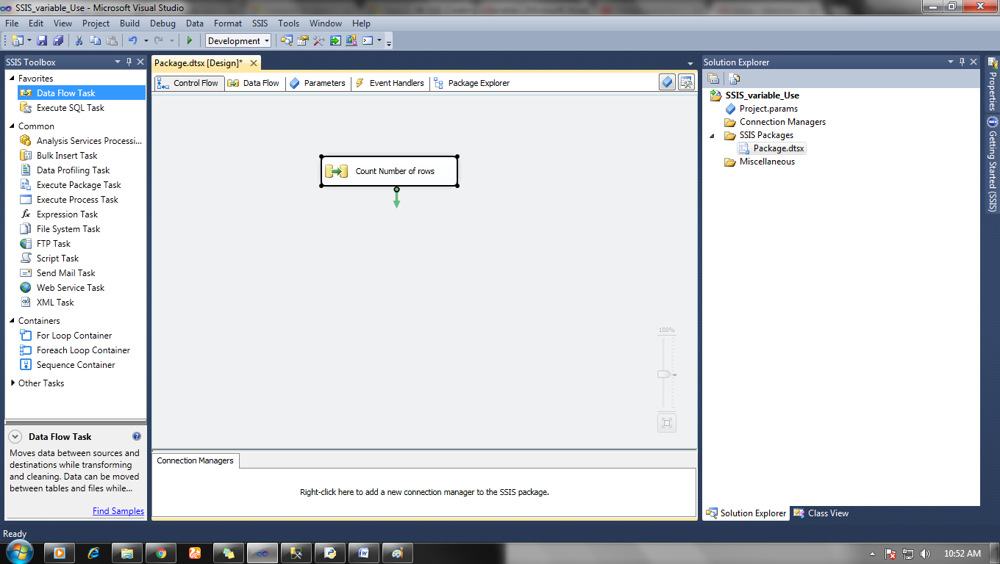 SSIS_variable_Use - Microsoft Visual Studio
File Edit View Project Build Debug Data Format SSIS Tools Window Help
Development
SSIS Toolbox
Favorites
Data Flow Task
Execute SQL Task
Common
Analysis Services Processi...
Bulk Insert Task
Data Profiling Task
Execute Package Task
Execute Process Task
Expression Task
File System Task
FTP Task
Script Task
Send Mail Task
Web Service Task
XML Task
Containers
For Loop Container
Foreach Loop Container
Sequence Container
Other Tasks
Data Flow Task
Moves data between sources and
destinations while transforming
and cleaning. Data can be moved
between tables and files while...
Find Samples
Package.dtsx [Design]*
Control Flow Data Flow Parameters Event Handlers Package Explorer
Count Number of rows
100%
Connection Managers
Right-click here to add a new connection manager to the SSIS package.
Solution Explorer
SSIS_variable_Use
Project.params
Connection Managers
SSIS Packages
Package.dtsx
Miscellaneous
Solution Explorer Class View
Properties
Getting Started (SSIS)
Ready
10:52 AM